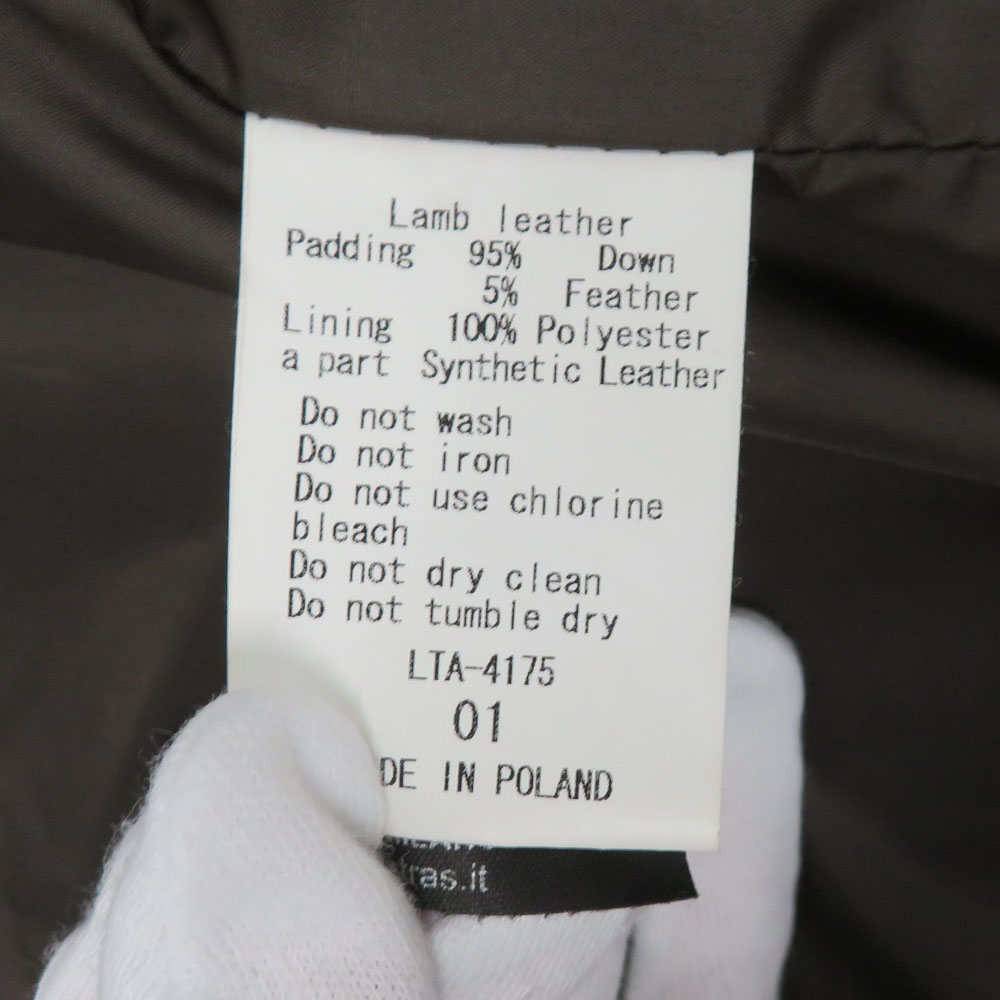 Lamb leather
Padding 95% Down
5% Feather
Lining 100% Polyester
a part Synthetic Leather
Do not wash
Do not iron
Do not use chlorine
bleach
Do not dry clean
Do not tumble dry
LTA-4175
01
DE IN POLAND
tras.it